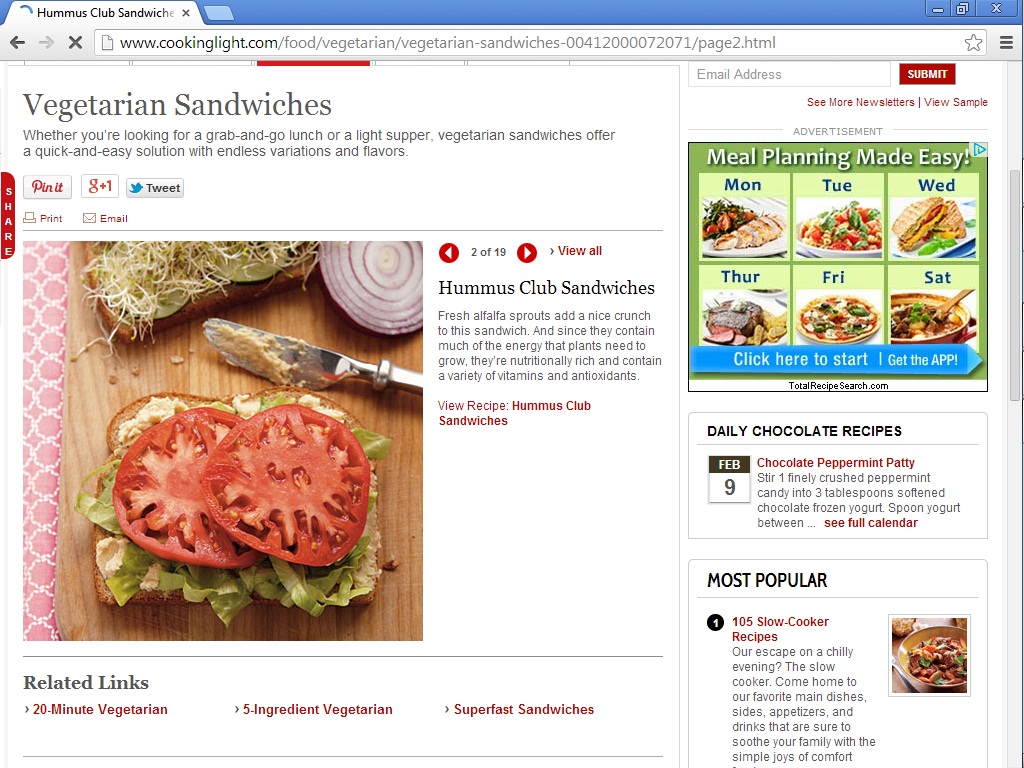 Hummus Club Sandwiche
www.cookinglight.com/food/vegetarian/vegetarian-sandwiches-00412000072071/page2.html
Vegetarian Sandwiches
Whether you're looking for a grab-and-go lunch or a light supper, vegetarian sandwiches offer
a quick-and-easy solution with endless variations and flavors.
SHARE
Pin it
g+1
Tweet
Print
Email
2 of 19
› View all
Hummus Club Sandwiches
Fresh alfalfa sprouts add a nice crunch
to this sandwich. And since they contain
much of the energy that plants need to
grow, they're nutritionally rich and contain
a variety of vitamins and antioxidants.
View Recipe: Hummus Club
Sandwiches
Related Links
› 20-Minute Vegetarian
› 5-Ingredient Vegetarian
› Superfast Sandwiches
Email Address
SUBMIT
See More Newsletters | View Sample
ADVERTISEMENT
Meal Planning Made Easy!
Mon Tue Wed
Thur Fri Sat
Click here to start | Get the APP!
TotalRecipeSearch.com
DAILY CHOCOLATE RECIPES
FEB
9
Chocolate Peppermint Patty
Stir 1 finely crushed peppermint
candy into 3 tablespoons softened
chocolate frozen yogurt. Spoon yogurt
between ... see full calendar
MOST POPULAR
1
105 Slow-Cooker
Recipes
Our escape on a chilly
evening? The slow
cooker. Come home to
our favorite main dishes,
sides, appetizers, and
drinks that are sure to
soothe your family with the
simple joys of comfort